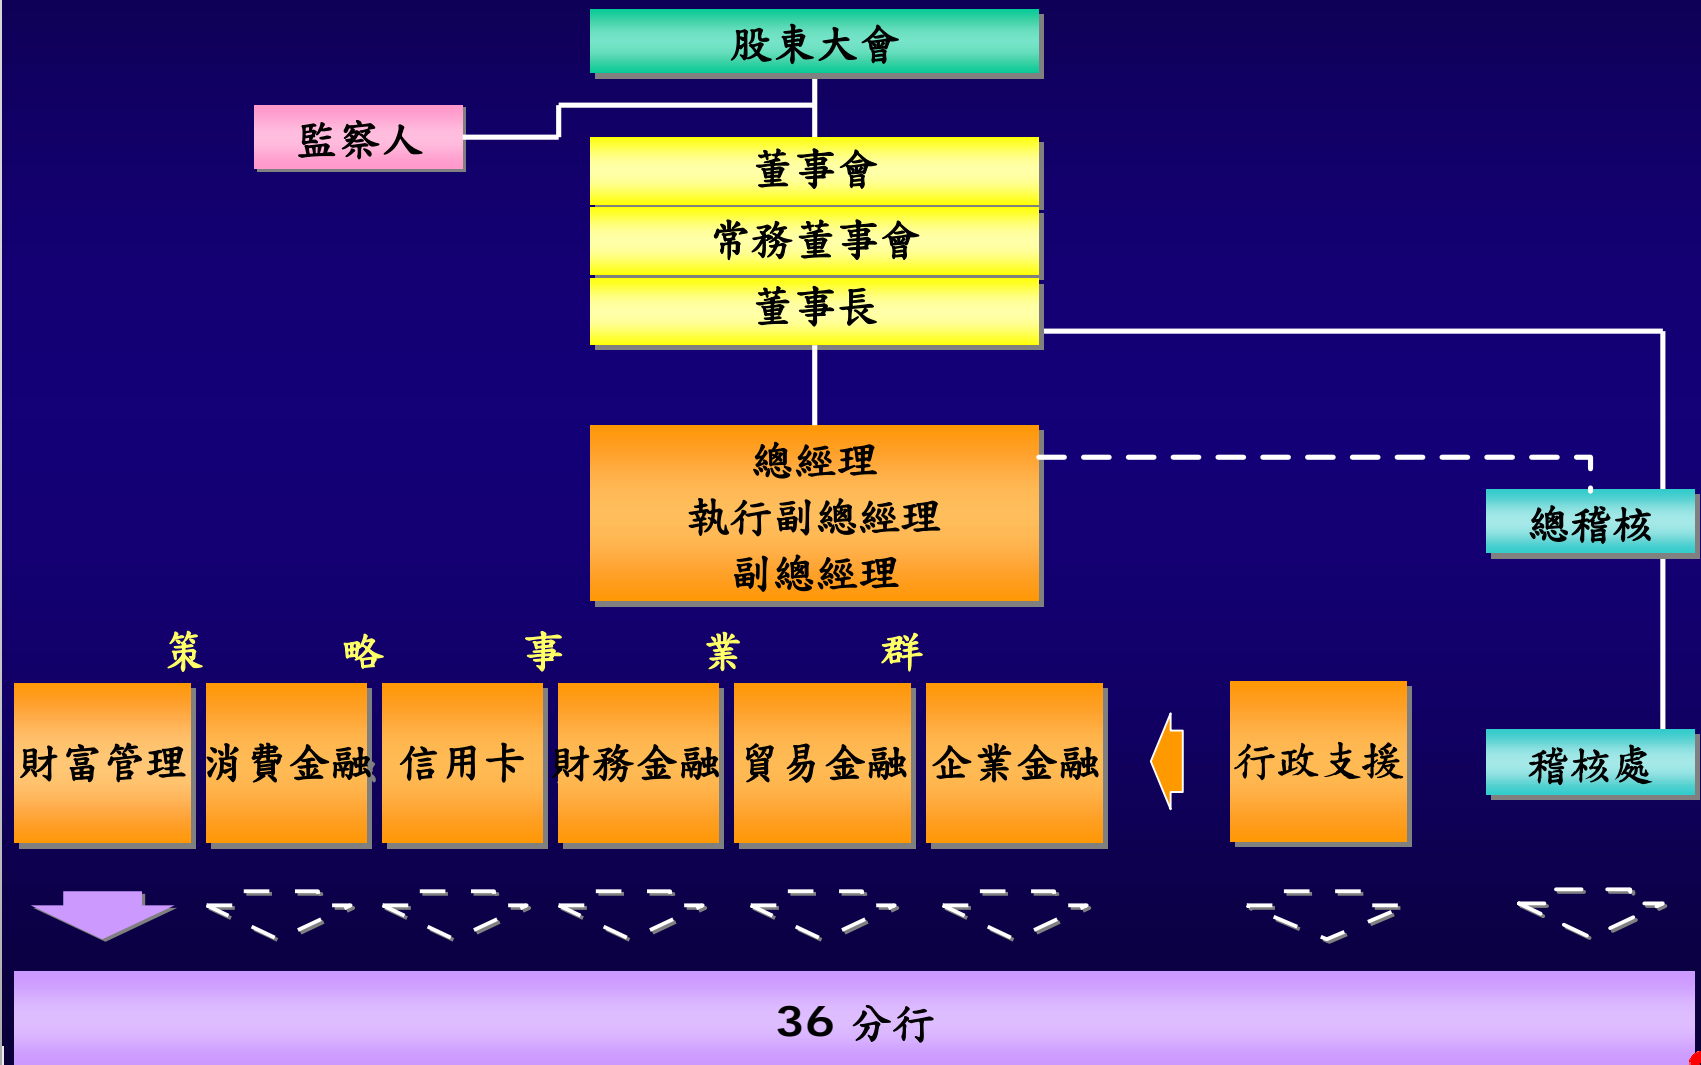 股東大會
監察人
董事會
常務董事會
董事長
總經理
執行副總經理
副總經理
總稽核
策略事業群
財富管理
消費金融
信用卡
財務金融
貿易金融
企業金融
行政支援
稽核處
36 分行